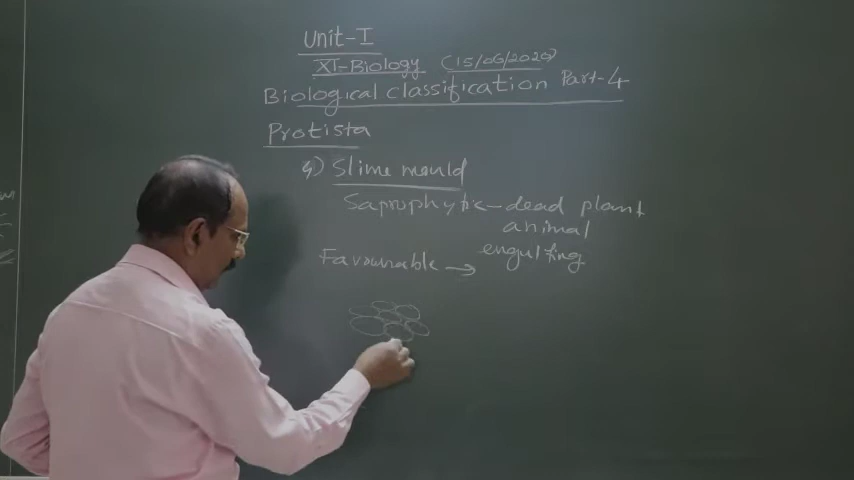 Unit-I
XI-Biology (15/06/2020)
Biological classification Part-4
Protista
4) Slime mould
Saprophytic - dead plant
animal
Favourable → engulfing